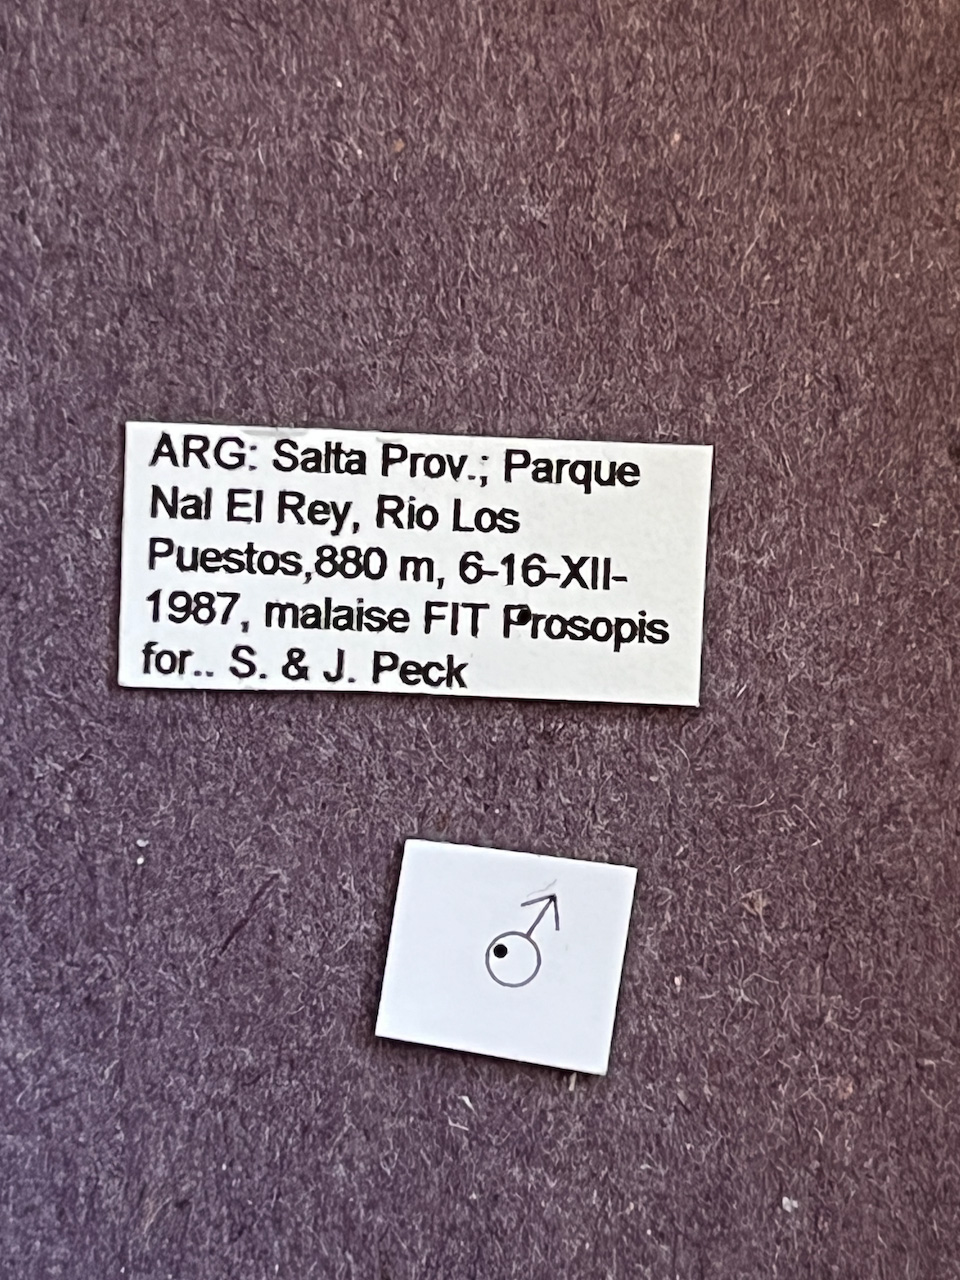 ARG: Salta Prov.; Parque
Nal El Rey, Rio Los
Puestos,880 m, 6-16-XII-
1987, malaise FIT Prosopis
for.. S. & J. Peck
♂